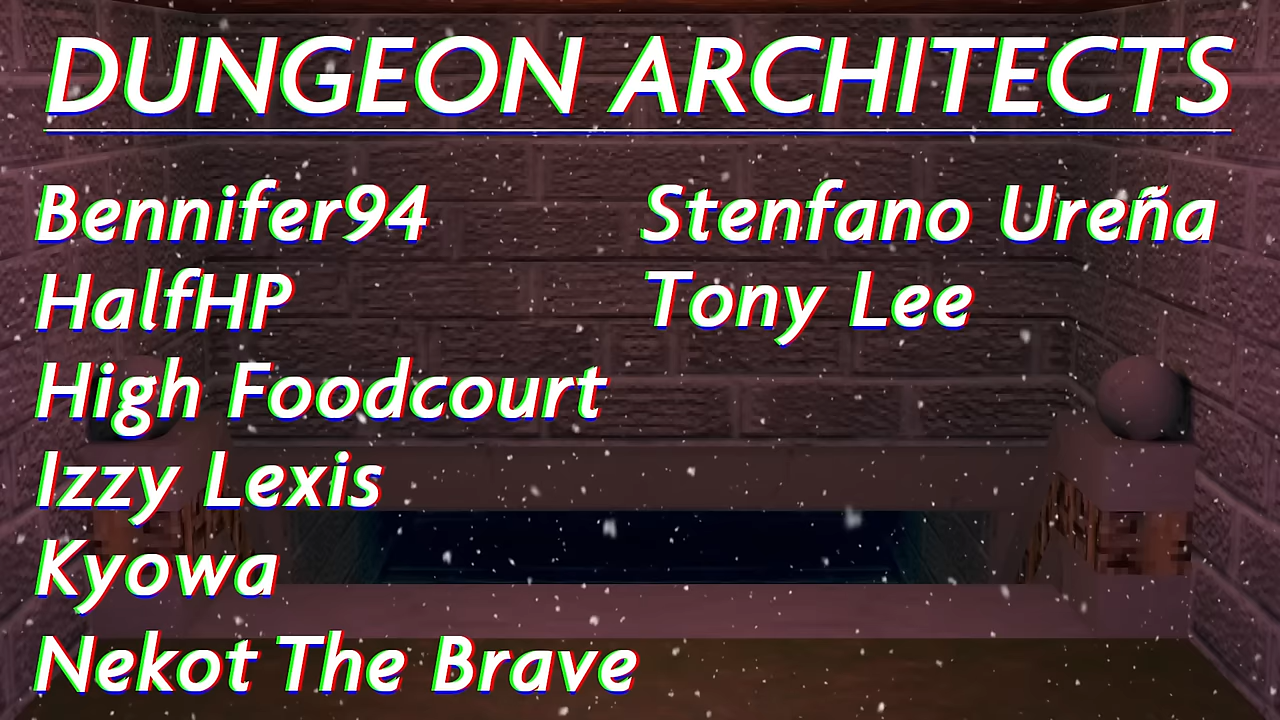 DUNGEON ARCHITECTS
Bennifer94
HalfHP
High Foodcourt
Izzy Lexis
Kyowa
Nekot The Brave
Stenfano Ureña
Tony Lee